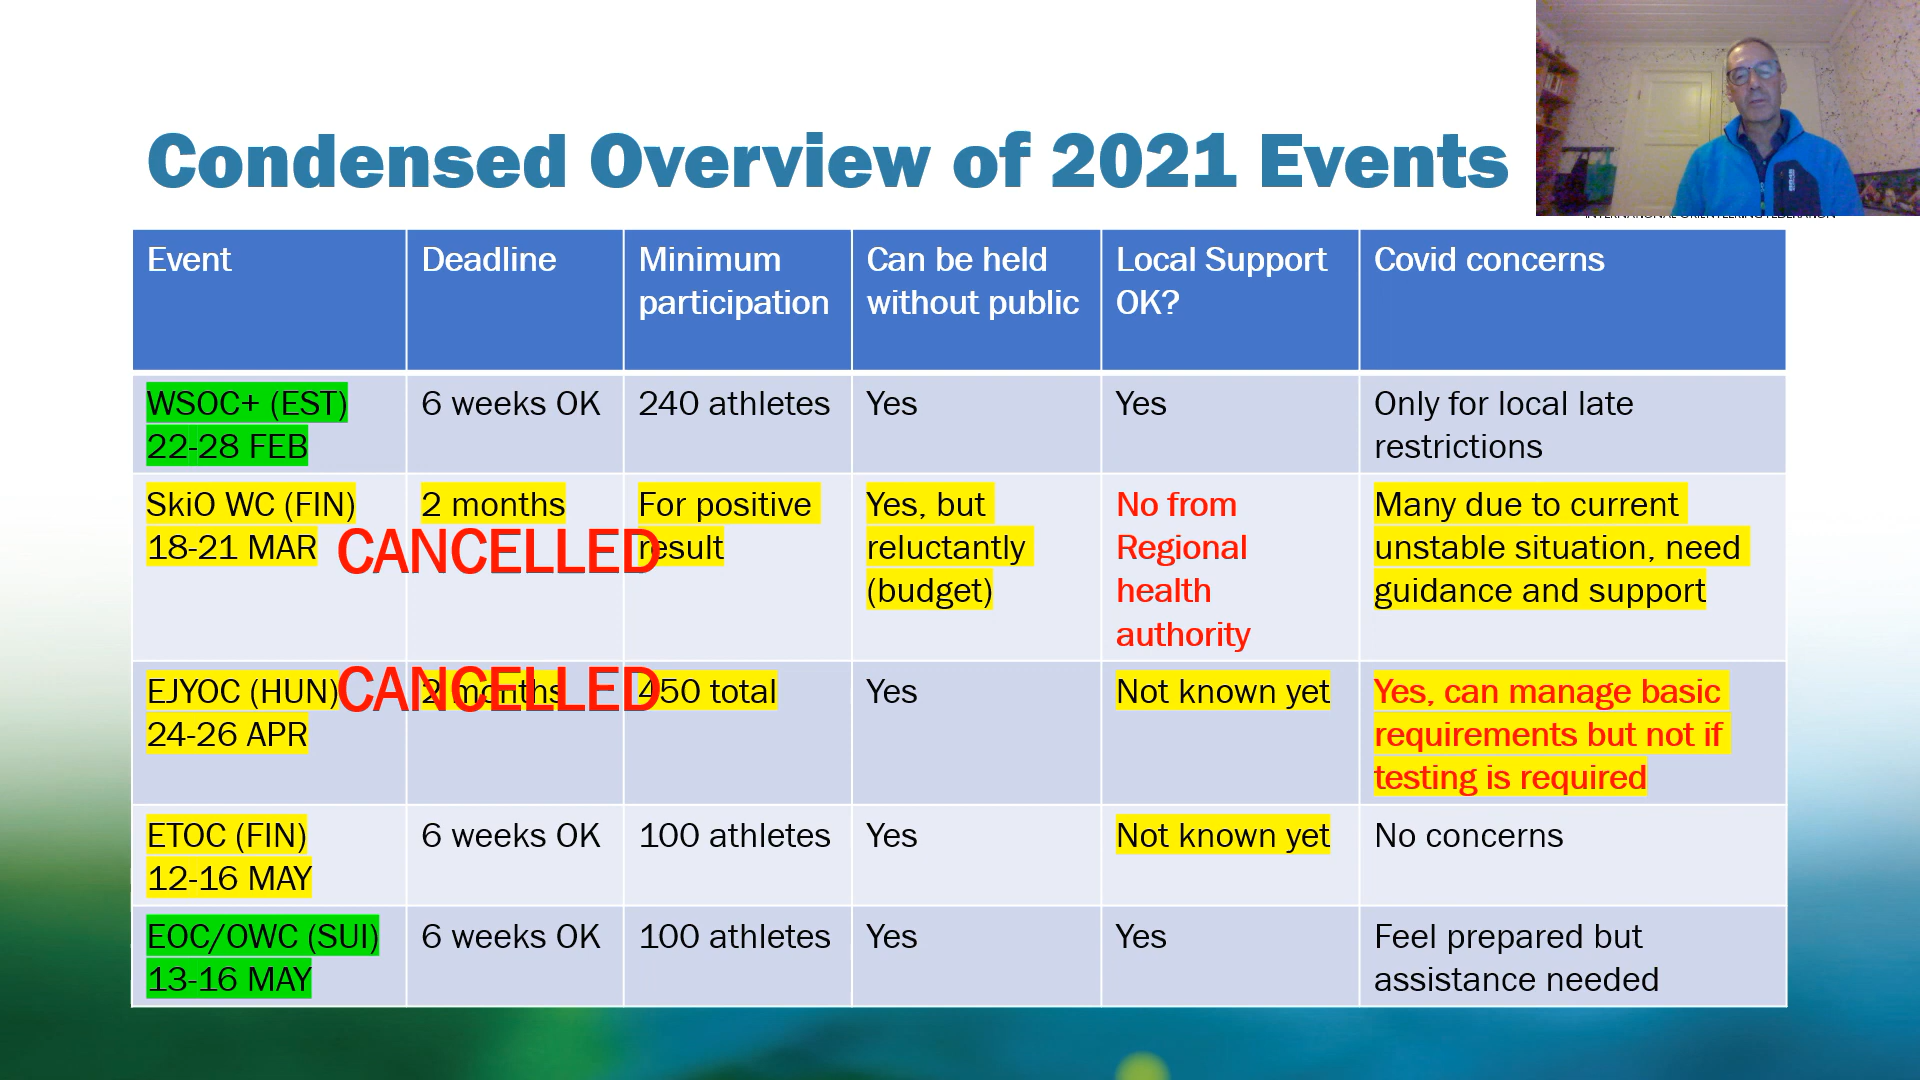 Condensed Overview of 2021 Events
INTERNATIONAL ORIENTEERING FEDERATION
Event
Deadline
Minimum
participation
Can be held
without public
Local Support
OK?
Covid concerns
WSOC+ (EST)
22-28 FEB
6 weeks OK
240 athletes
Yes
Yes
Only for local late
restrictions
SkiO WC (FIN)
18-21 MAR
CANCELLED
2 months
For positive
result
Yes, but
reluctantly
(budget)
No from
Regional
health
authority
Many due to current
unstable situation, need
guidance and support
EJYOC (HUN)
24-26 APR
CANCELLED
2 months
450 total
Yes
Not known yet
Yes, can manage basic
requirements but not if
testing is required
ETOC (FIN)
12-16 MAY
6 weeks OK
100 athletes
Yes
Not known yet
No concerns
EOC/OWC (SUI)
13-16 MAY
6 weeks OK
100 athletes
Yes
Yes
Feel prepared but
assistance needed